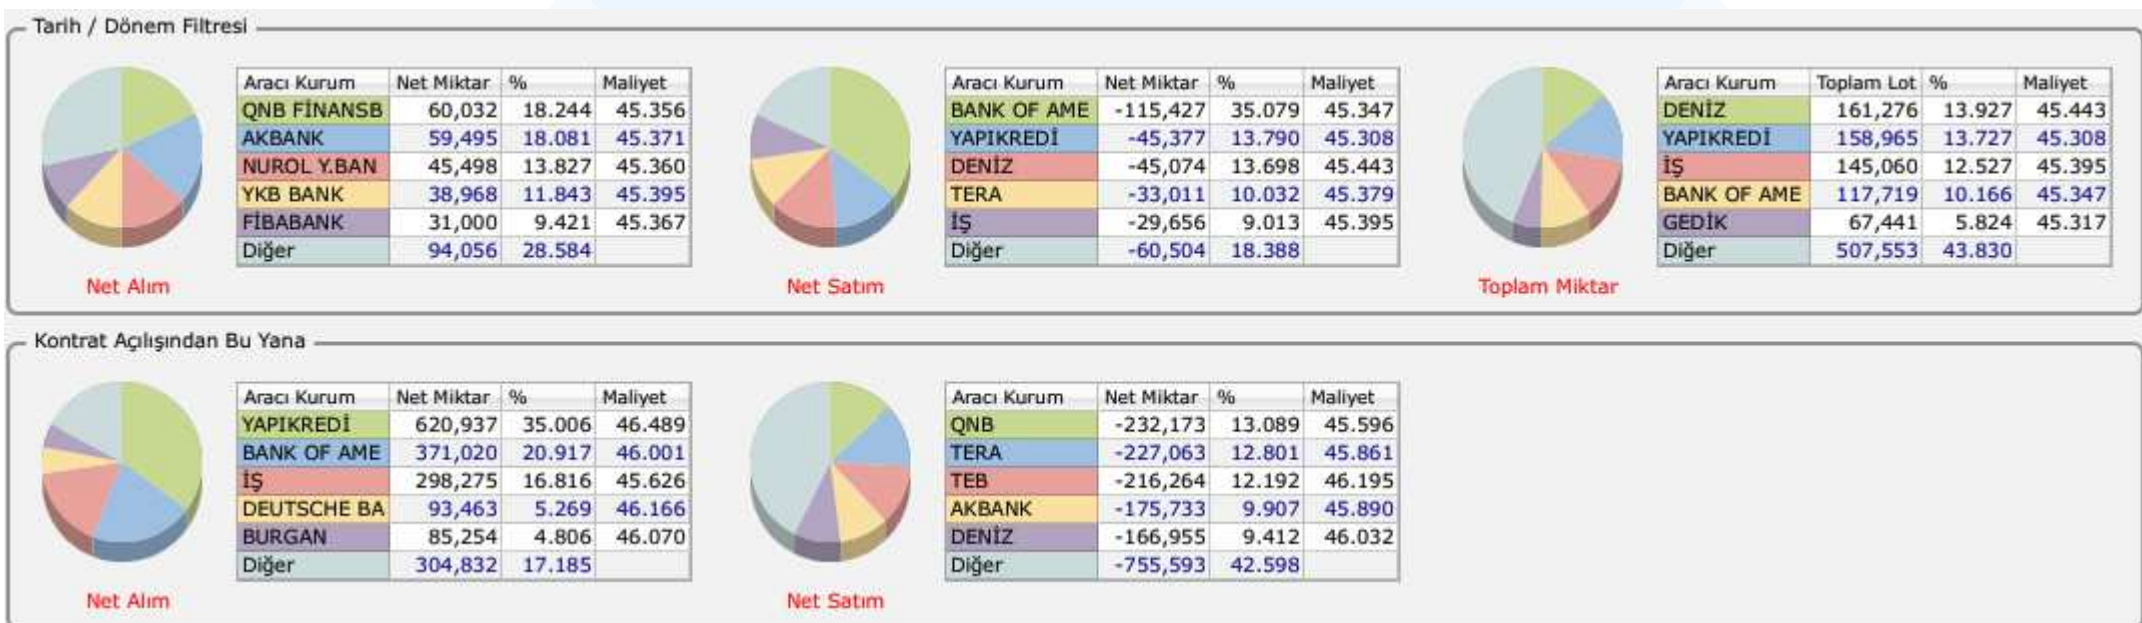 Tarih / Dönem Filtresi
Aracı Kurum Net Miktar % Maliyet
QNB FİNANSB 60,032 18.244 45.356
AKBANK 59,495 18.081 45.371
NUROL Y.BAN 45,498 13.827 45.360
YKB BANK 38,968 11.843 45.395
FİBABANK 31,000 9.421 45.367
Diğer 94,056 28.584
Net Alım
Aracı Kurum Net Miktar % Maliyet
BANK OF AME -115,427 35.079 45.347
YAPIKREDİ -45,377 13.790 45.308
DENİZ -45,074 13.698 45.443
TERA -33,011 10.032 45.379
İŞ -29,656 9.013 45.395
Diğer -60,504 18.388
Net Satım
Aracı Kurum Toplam Lot % Maliyet
DENİZ 161,276 13.927 45.443
YAPIKREDİ 158,965 13.727 45.308
İŞ 145,060 12.527 45.395
BANK OF AME 117,719 10.166 45.347
GEDİK 67,441 5.824 45.317
Diğer 507,553 43.830
Toplam Miktar
Kontrat Açılışından Bu Yana
Aracı Kurum Net Miktar % Maliyet
YAPIKREDİ 620,937 35.006 46.489
BANK OF AME 371,020 20.917 46.001
İŞ 298,275 16.816 45.626
DEUTSCHE BA 93,463 5.269 46.166
BURGAN 85,254 4.806 46.070
Diğer 304,832 17.185
Net Alım
Aracı Kurum Net Miktar % Maliyet
QNB -232,173 13.089 45.596
TERA -227,063 12.801 45.861
TEB -216,264 12.192 46.195
AKBANK -175,733 9.907 45.890
DENİZ -166,955 9.412 46.032
Diğer -755,593 42.598
Net Satım